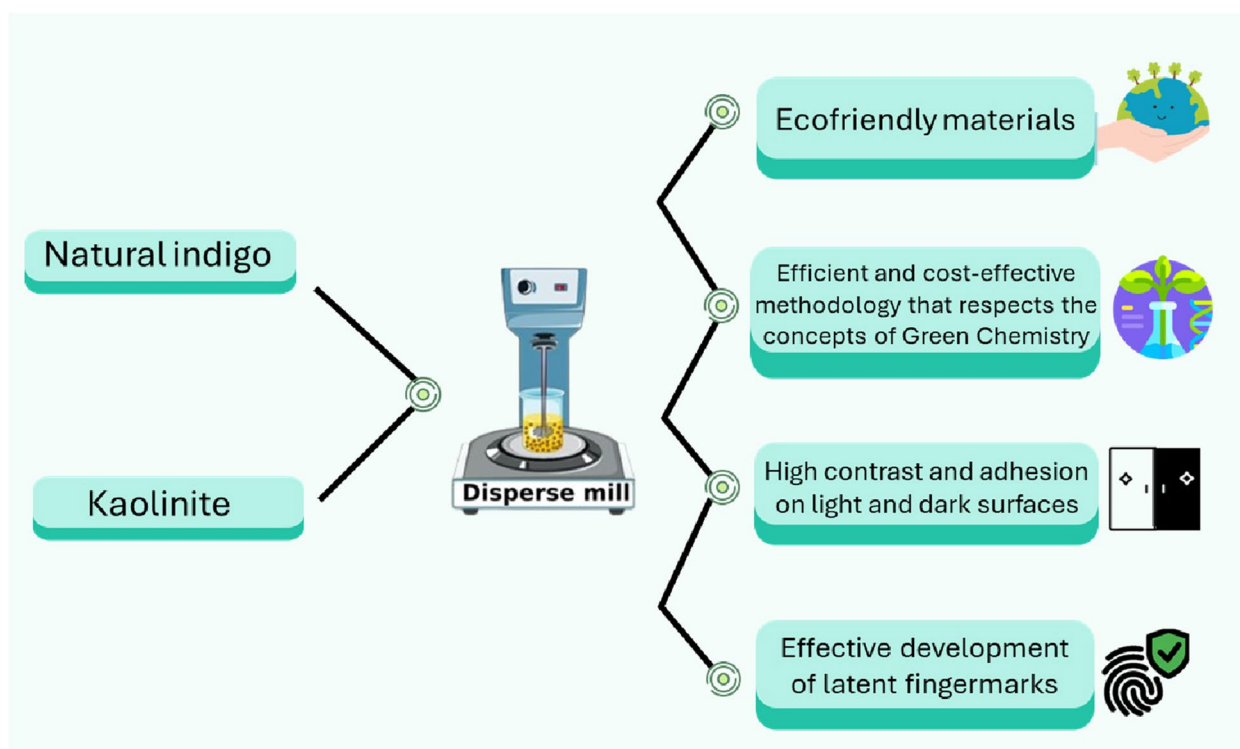 Natural indigo
Kaolinite
Disperse mill
Ecofriendly materials
Efficient and cost-effective
methodology that respects the
concepts of Green Chemistry
High contrast and adhesion
on light and dark surfaces
Effective development
of latent fingermarks